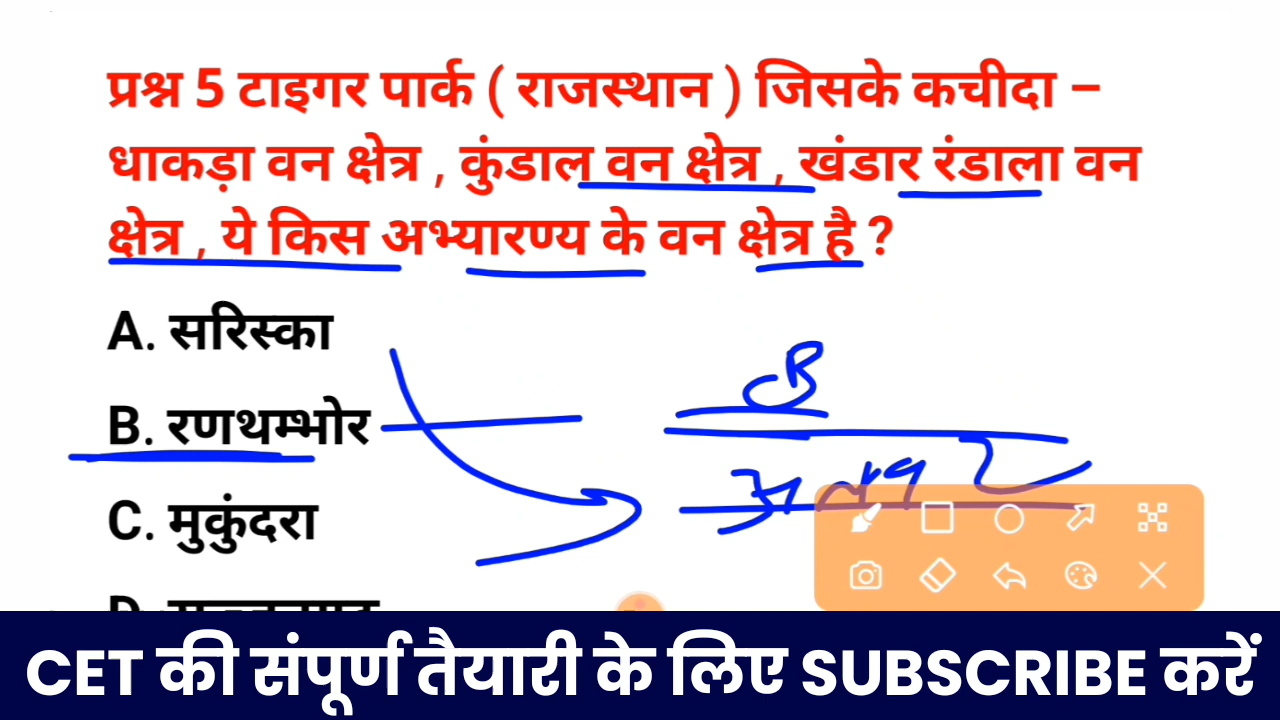 प्रश्न 5 टाइगर पार्क ( राजस्थान ) जिसके कचीदा –
धाकड़ा वन क्षेत्र , कुंडाल वन क्षेत्र , खंडार रंडाला वन
क्षेत्र , ये किस अभ्यारण्य के वन क्षेत्र है ?
A. सरिस्का
B. रणथम्भोर
B
C. मुकुंदरा
CET की संपूर्ण तैयारी के लिए SUBSCRIBE करें